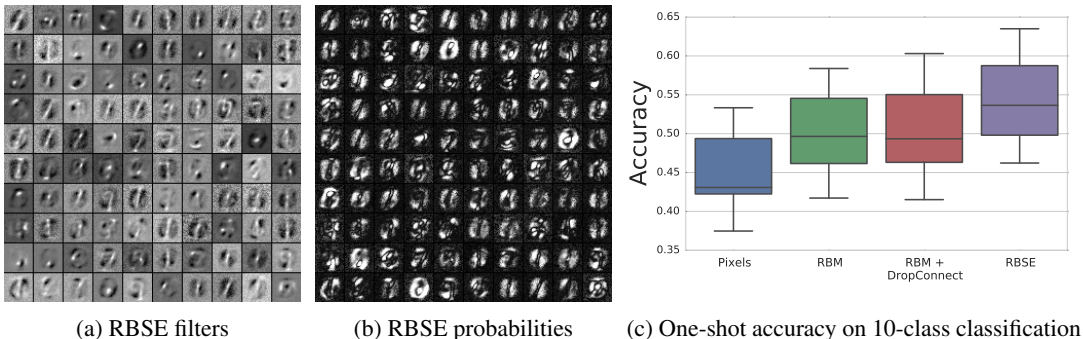 0.65
0.60
0.55
0.50
0.45
0.40
0.35
Accuracy
Pixels
RBM
RBM +
DropConnect
RBSE
(a) RBSE filters
(b) RBSE probabilities
(c) One-shot accuracy on 10-class classification